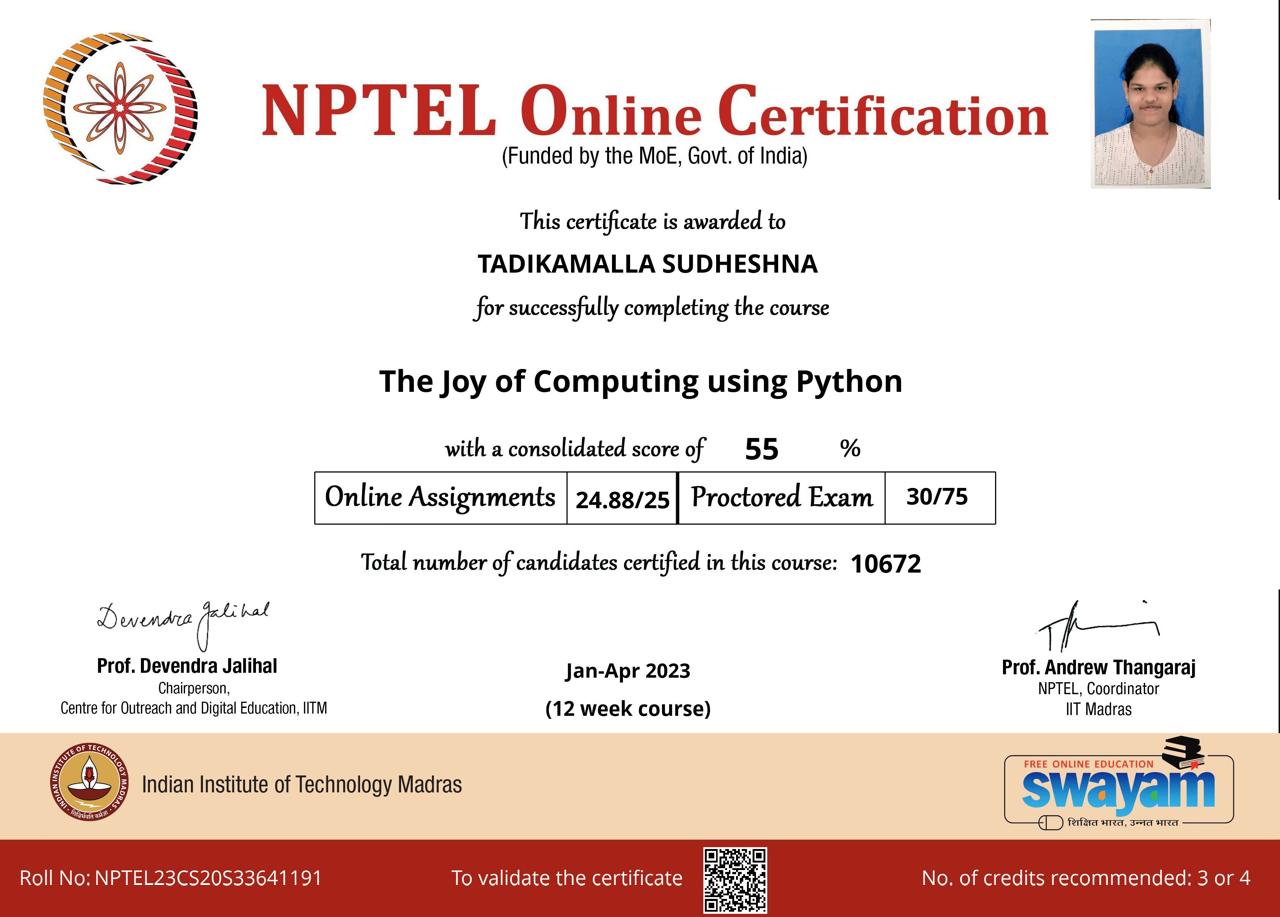 NPTEL Online Certification
(Funded by the MoE, Govt. of India)
This certificate is awarded to
TADIKAMALLA SUDHESHNA
for successfully completing the course
The Joy of Computing using Python
with a consolidated score of 55 %
Online Assignments 24.88/25 Proctored Exam 30/75
Total number of candidates certified in this course: 10672
Devendra Jalihal
Prof. Devendra Jalihal
Chairperson,
Centre for Outreach and Digital Education, IITM
Jan-Apr 2023
(12 week course)
Prof. Andrew Thangaraj
NPTEL, Coordinator
IIT Madras
INDIAN INSTITUTE OF TECHNOLOGY MADRAS
Indian Institute of Technology Madras
FREE ONLINE EDUCATION
swayam
शिक्षित भारत, उन्नत भारत
Roll No: NPTEL23CS20S33641191
To validate the certificate
No. of credits recommended: 3 or 4